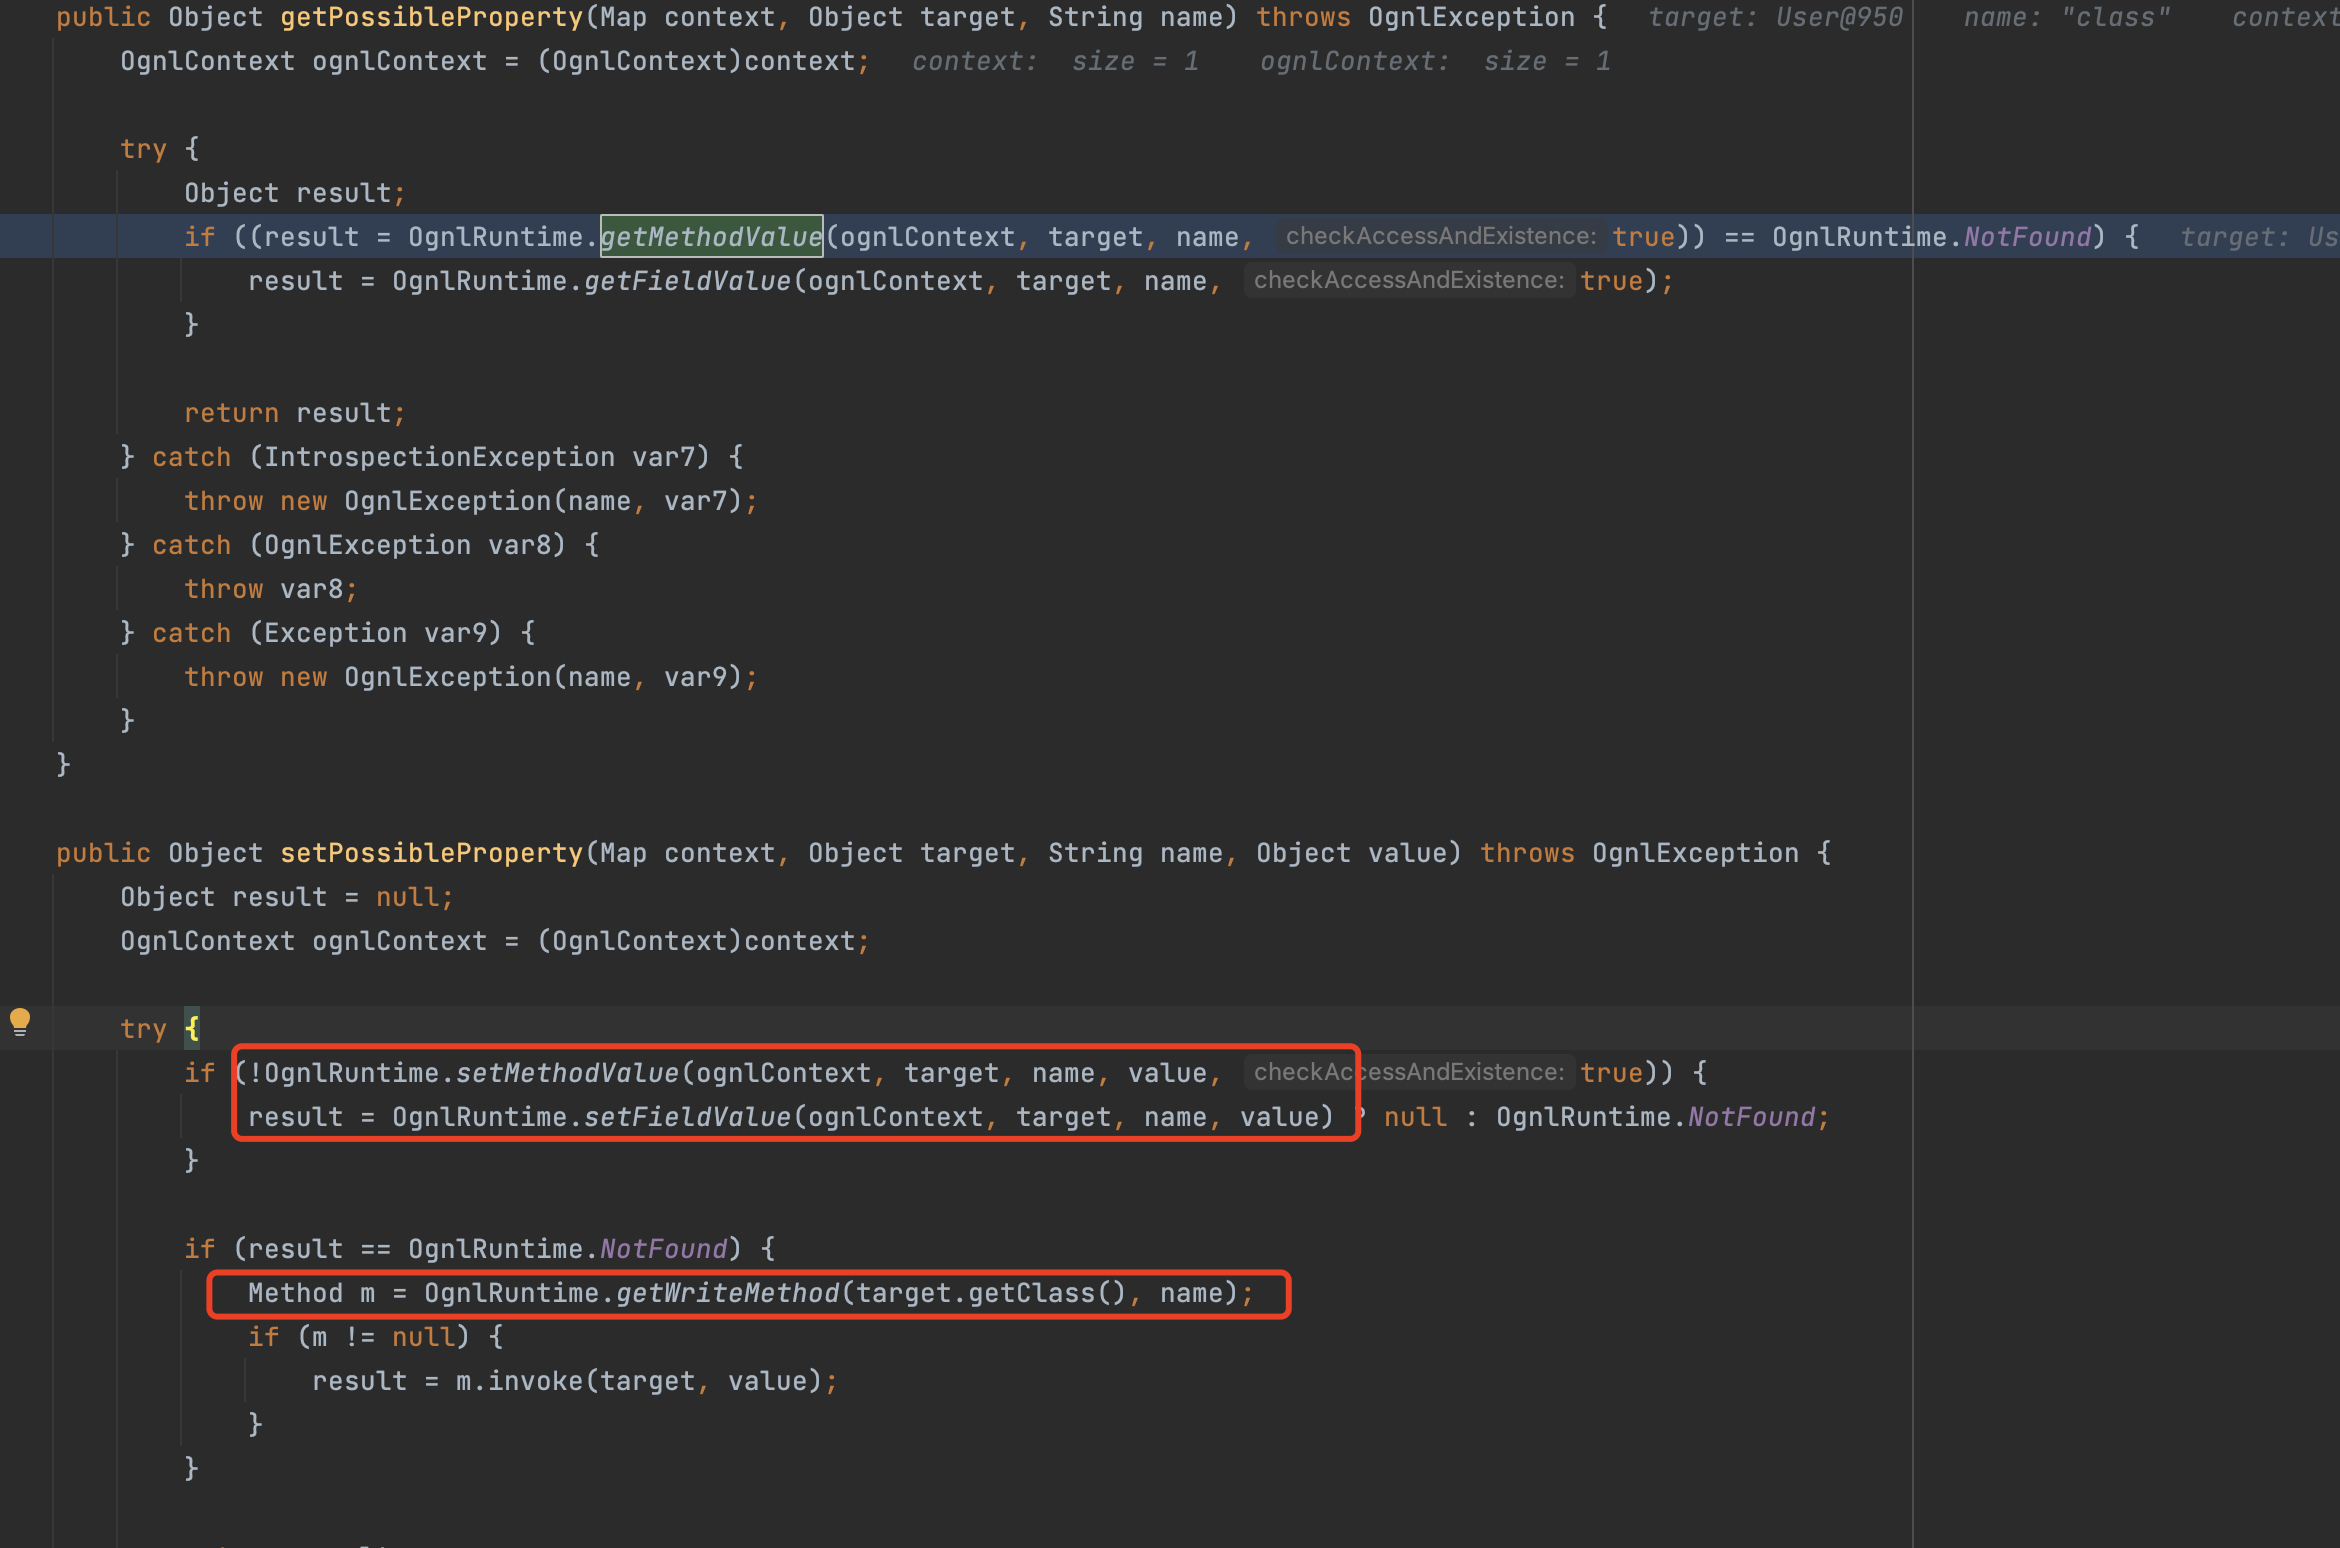 public Object getPossibleProperty(Map context, Object target, String name) throws OgnlException {   target: User@950   name: "class"   context
    OgnlContext ognlContext = (OgnlContext)context;   context:  size = 1   ognlContext:  size = 1
    try {
        Object result;
        if ((result = OgnlRuntime.getMethodValue(ognlContext, target, name, checkAccessAndExistence: true)) == OgnlRuntime.NotFound) {   target: Us
            result = OgnlRuntime.getFieldValue(ognlContext, target, name, checkAccessAndExistence: true);
        }
        return result;
    } catch (IntrospectionException var7) {
        throw new OgnlException(name, var7);
    } catch (OgnlException var8) {
        throw var8;
    } catch (Exception var9) {
        throw new OgnlException(name, var9);
    }
}
public Object setPossibleProperty(Map context, Object target, String name, Object value) throws OgnlException {
    Object result = null;
    OgnlContext ognlContext = (OgnlContext)context;
    try {
        if (!OgnlRuntime.setMethodValue(ognlContext, target, name, value, checkAccessAndExistence: true)) {
            result = OgnlRuntime.setFieldValue(ognlContext, target, name, value) ? null : OgnlRuntime.NotFound;
        }
        if (result == OgnlRuntime.NotFound) {
            Method m = OgnlRuntime.getWriteMethod(target.getClass(), name);
            if (m != null) {
                result = m.invoke(target, value);
            }
        }